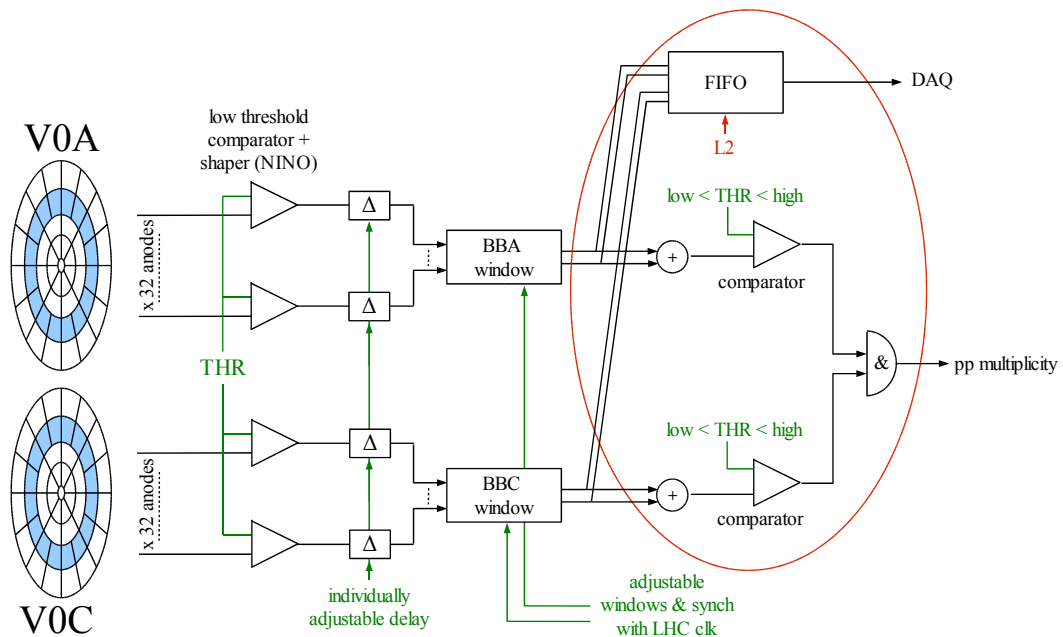 V0A
low threshold
comparator +
shaper (NINO)
x 32 anodes
Δ
Δ
BBA
window
FIFO
DAQ
L2
low < THR < high
+
comparator
THR
&
pp multiplicity
V0C
x 32 anodes
Δ
Δ
BBC
window
low < THR < high
+
comparator
individually
adjustable delay
adjustable
windows & synch
with LHC clk